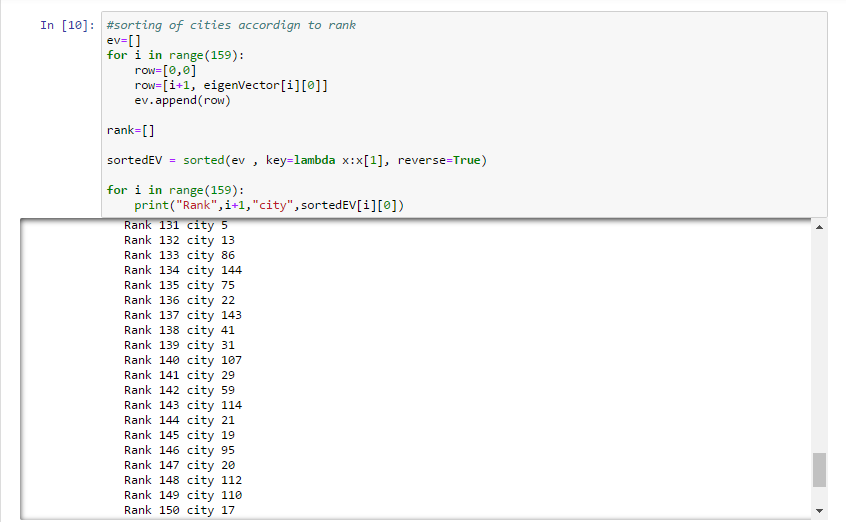 In [10]: #sorting of cities accordign to rank
ev=[]
for i in range(159):
    row=[0,0]
    row=[i+1, eigenVector[i][0]]
    ev.append(row)
rank=[]
sortedEV = sorted(ev , key=lambda x:x[1], reverse=True)
for i in range(159):
    print("Rank",i+1,"city",sortedEV[i][0])
Rank 131 city 5
Rank 132 city 13
Rank 133 city 86
Rank 134 city 144
Rank 135 city 75
Rank 136 city 22
Rank 137 city 143
Rank 138 city 41
Rank 139 city 31
Rank 140 city 107
Rank 141 city 29
Rank 142 city 59
Rank 143 city 114
Rank 144 city 21
Rank 145 city 19
Rank 146 city 95
Rank 147 city 20
Rank 148 city 112
Rank 149 city 110
Rank 150 city 17